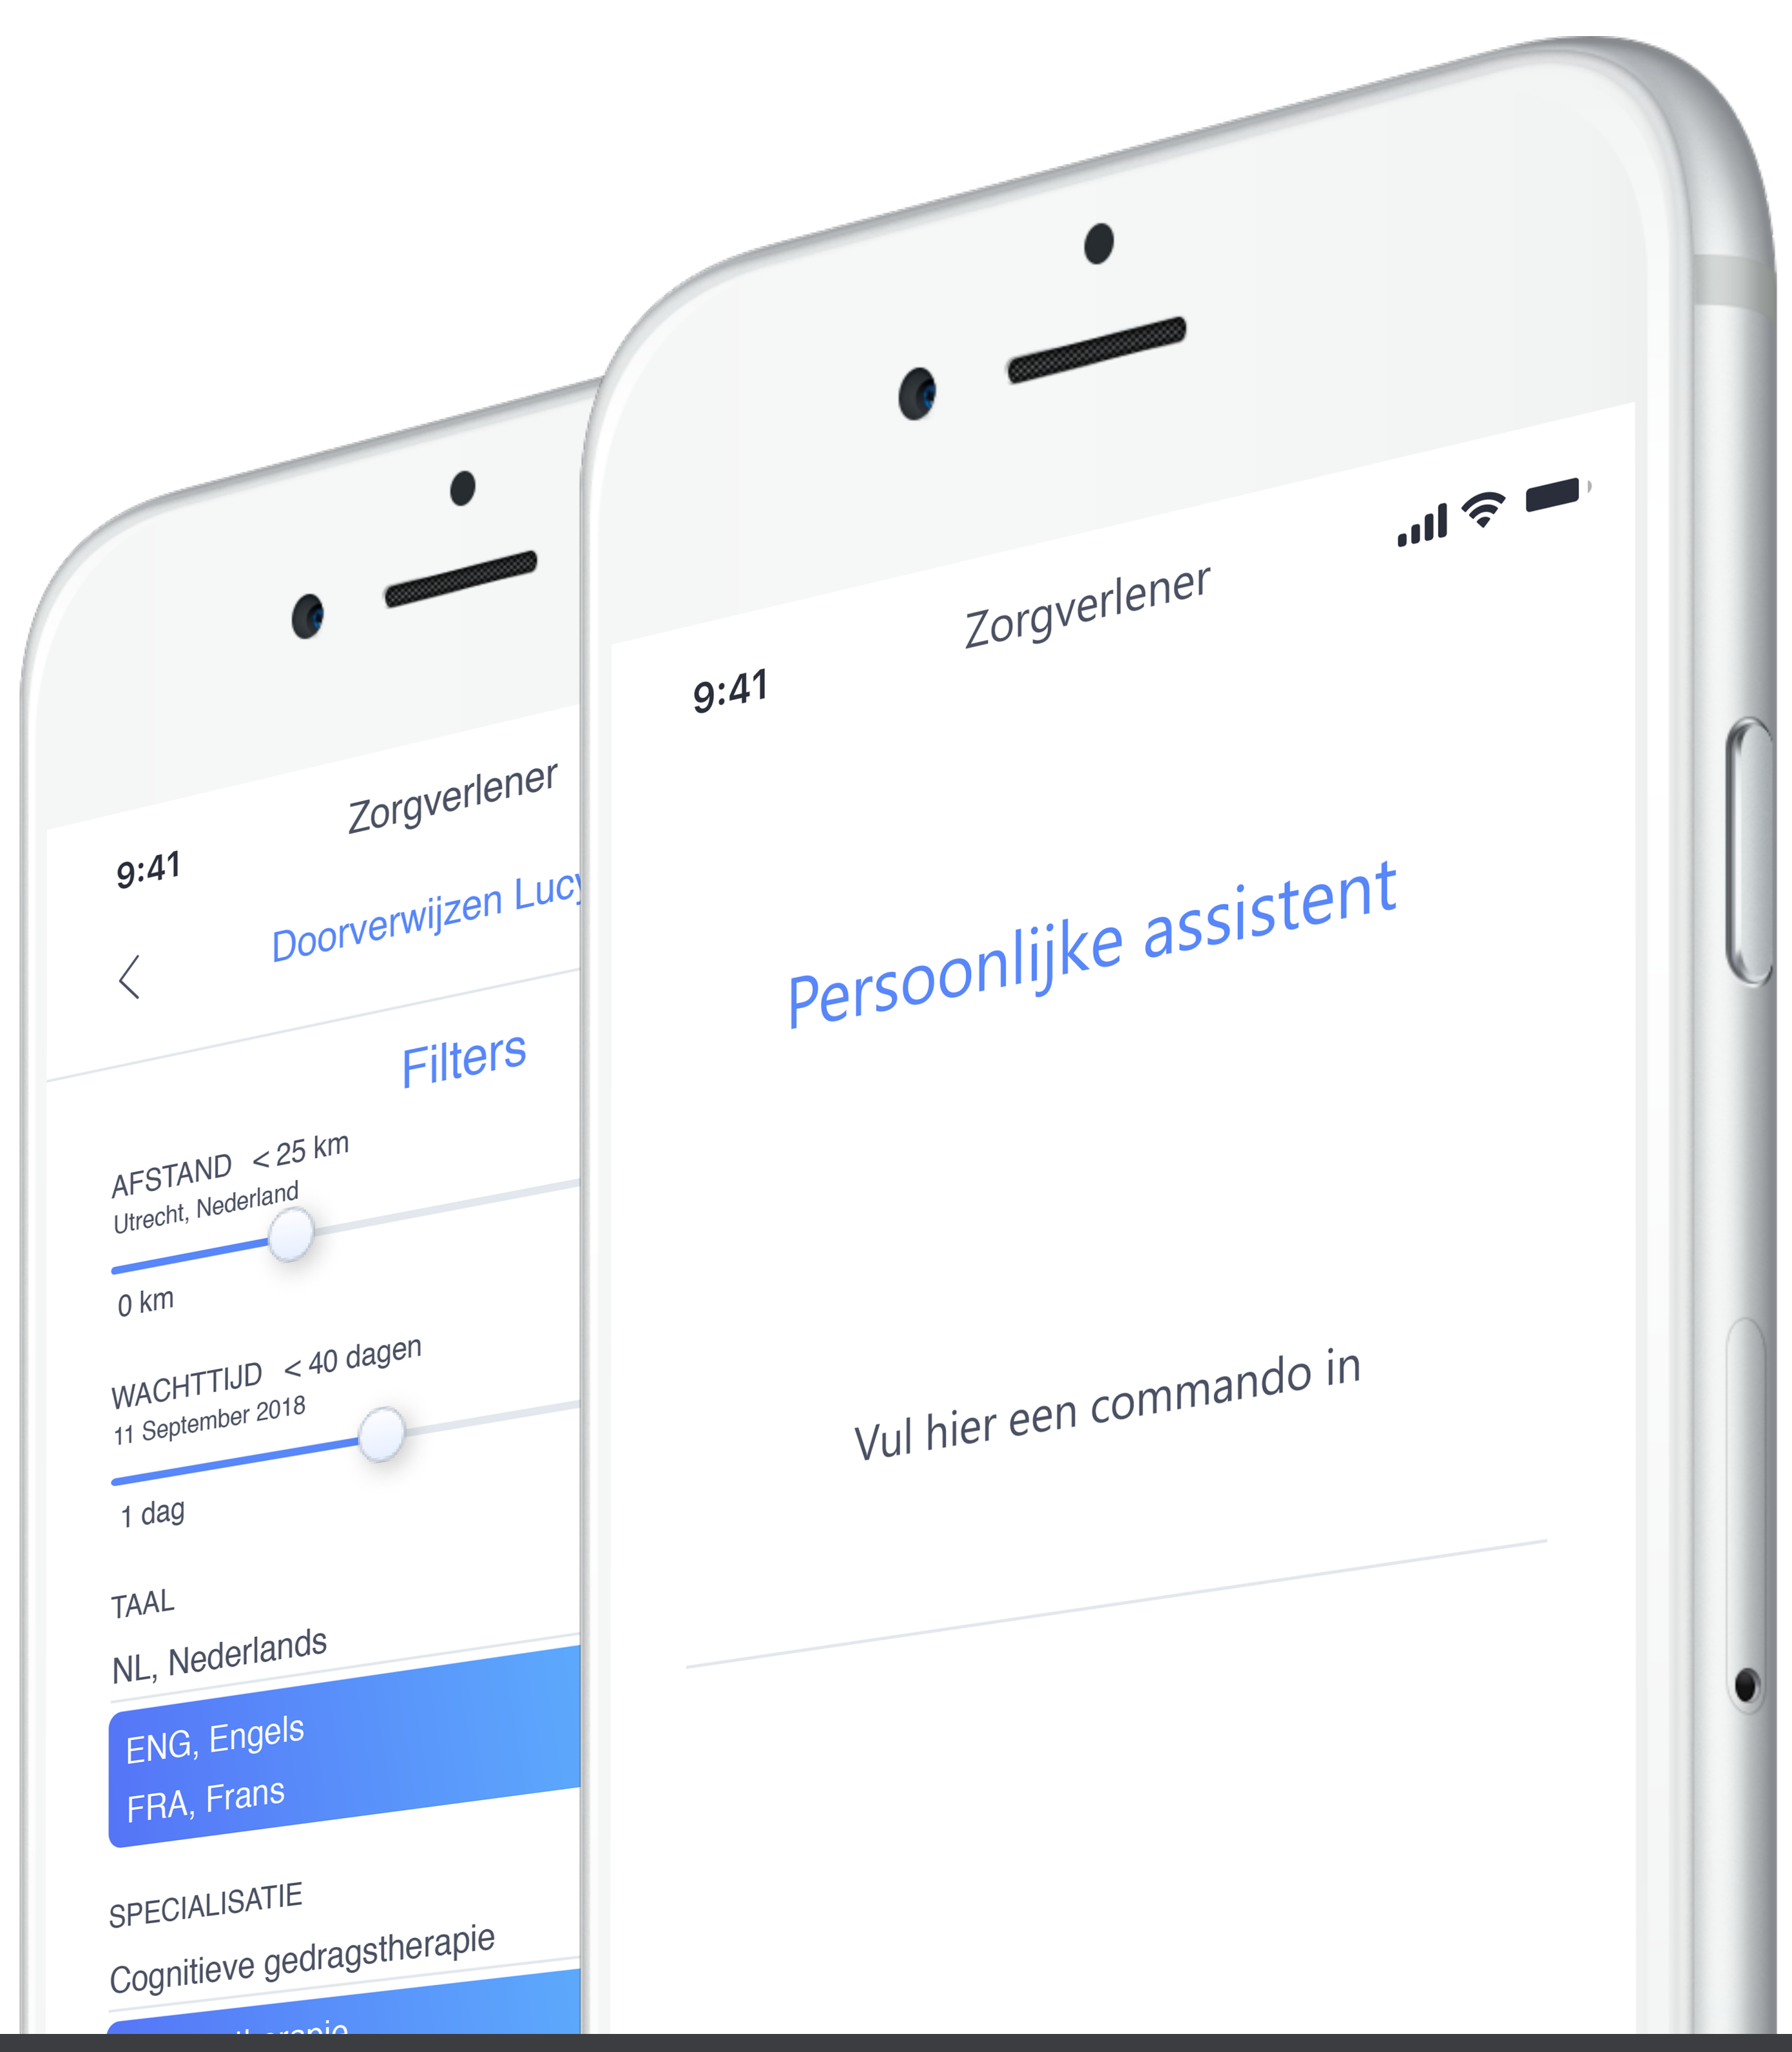 Zorgverlener
9:41
Doorverwijzen Lucy
Filters
AFSTAND < 25 km
Utrecht, Nederland
0 km
WACHTTIJD < 40 dagen
11 September 2018
1 dag
TAAL
NL, Nederlands
ENG, Engels
FRA, Frans
SPECIALISATIE
Cognitieve gedragstherapie
Zorgverlener
9:41
Persoonlijke assistent
Vul hier een commando in